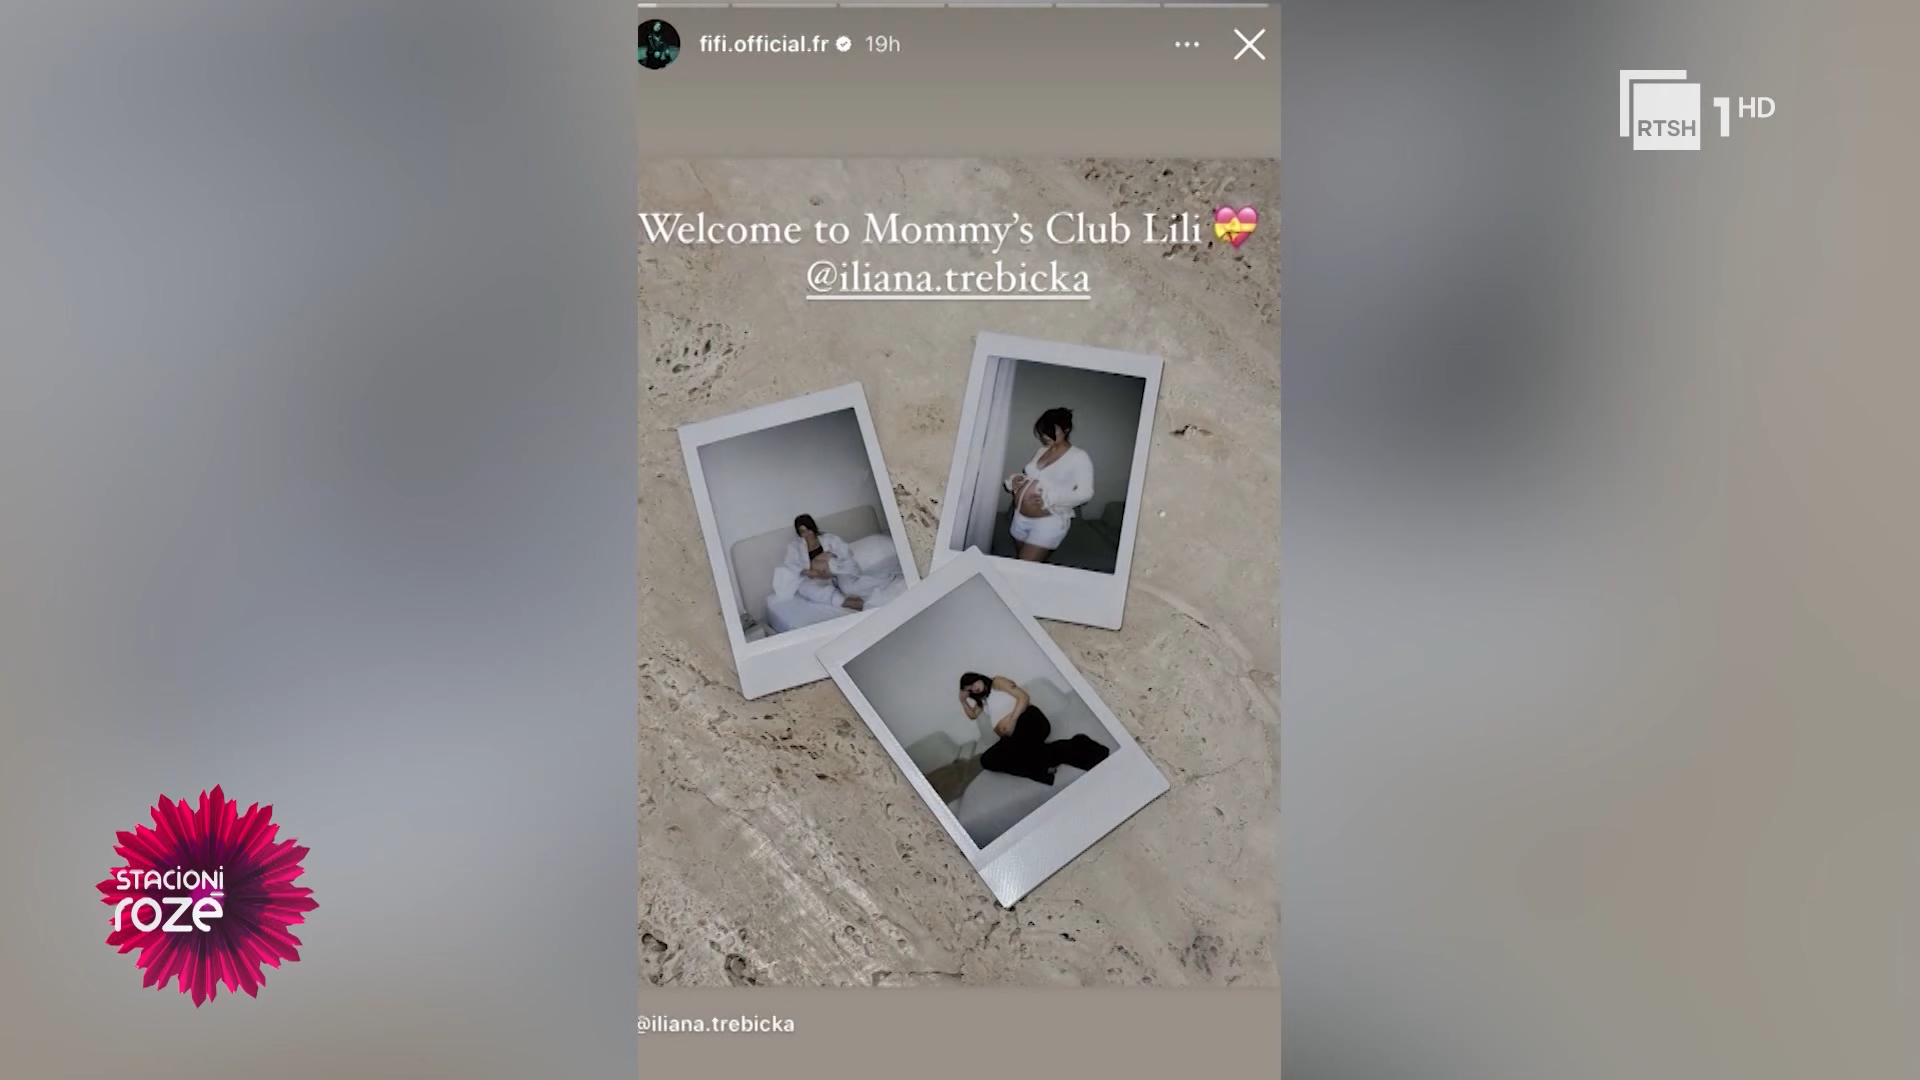 fifi.official.fr 19h
RTSH 1 HD
Welcome to Mommy's Club Lili
@iliana.trebicka
STACIONI
rozë
@iliana.trebicka